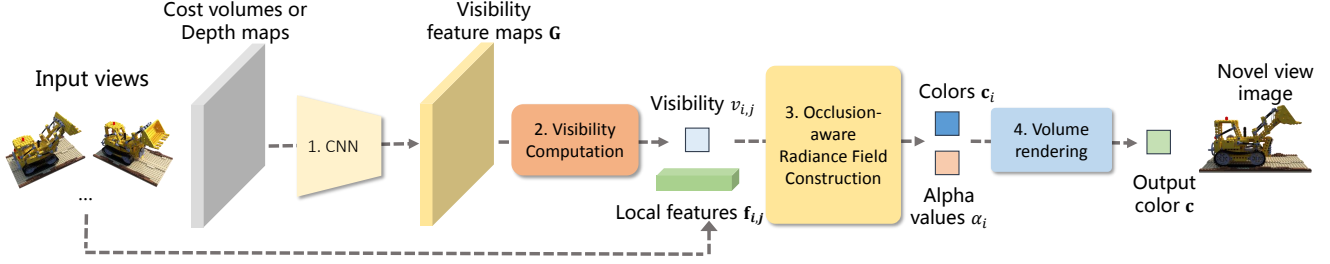 Input views
...
Cost volumes or
Depth maps
1. CNN
Visibility
feature maps G
2. Visibility
Computation
Visibility v_{i,j}
Local features f_{i,j}
3. Occlusion-
aware
Radiance Field
Construction
Colors c_i
Alpha
values α_i
4. Volume
rendering
Output
color c
Novel view
image